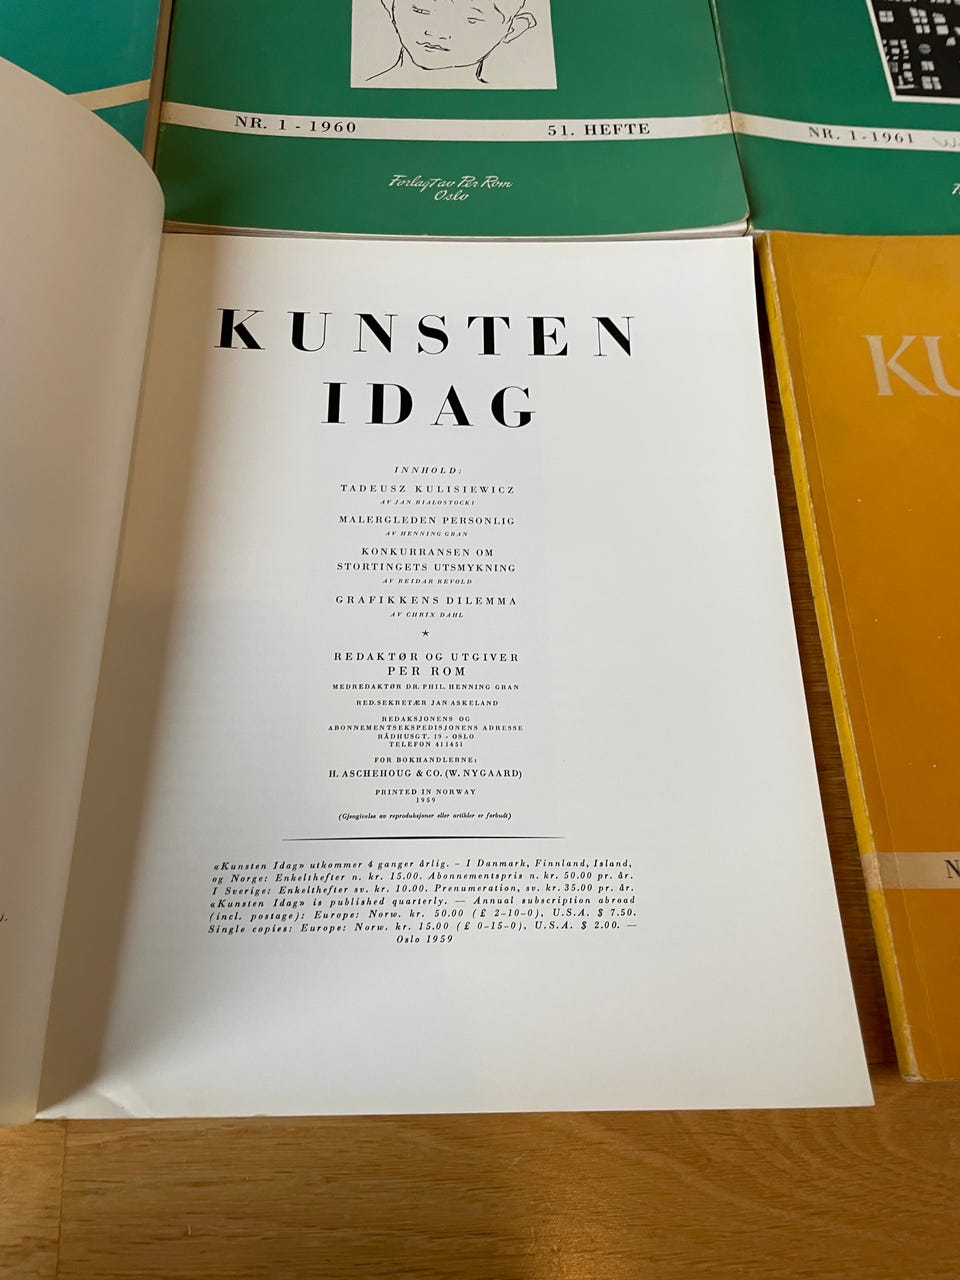 NR. 1 - 1960
51. HEFTE
Forlagt av Per Rom
Oslo
NR. 1-1961
KUNSTEN
IDAG
INNHOLD:
TADEUSZ KULISIEWICZ
AV JAN BIALOSTOCKI
MALERGLEDEN PERSONLIG
AV HENNING GRAN
KONKURRANSEN OM
STORTINGETS UTSMYKNING
AV REIDAR REVOLD
GRAFIKKENS DILEMMA
AV CHRIX DAHL
REDAKTØR OG UTGIVER
PER ROM
MEDREDAKTØR DR. PHIL. HENNING GRAN
RED.SEKRETÆR JAN ASKELAND
REDAKSJONENS OG
ABONNEMENTSEKSPEDISJONENS ADRESSE
RÅDHUSGT. 19 - OSLO
TELEFON 411451
FOR BOKHANDLERNE:
H. ASCHEHOUG & CO. (W. NYGAARD)
PRINTED IN NORWAY
1959
(Gjengivelse av reproduksjoner eller artikler er forbudt)
«Kunsten Idag» utkommer 4 ganger årlig. – I Danmark, Finnland, Island,
og Norge: Enkelthefter n. kr. 15.00. Abonnementspris n. kr. 50.00 pr. år.
I Sverige: Enkelthefter sv. kr. 10.00. Prenumeration, sv. kr. 35.00 pr. år.
«Kunsten Idag» is published quarterly. — Annual subscription abroad
(incl. postage): Europe: Norw. kr. 50.00 (£ 2-10-0), U.S.A. $ 7.50.
Single copies: Europe: Norw. kr. 15.00 (£ 0-15-0), U.S.A. $ 2.00. —
Oslo 1959
KU
N
).